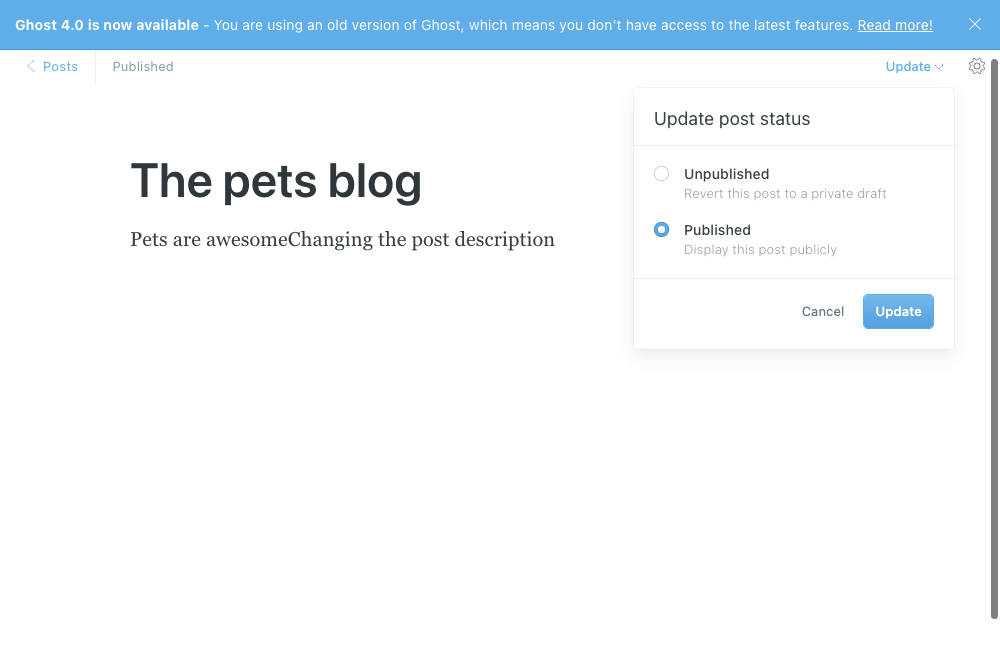 Ghost 4.0 is now available - You are using an old version of Ghost, which means you don't have access to the latest features. Read more!
Posts
Published
Update
Update post status
The pets blog
Pets are awesomeChanging the post description
Unpublished
Revert this post to a private draft
Published
Display this post publicly
Cancel
Update